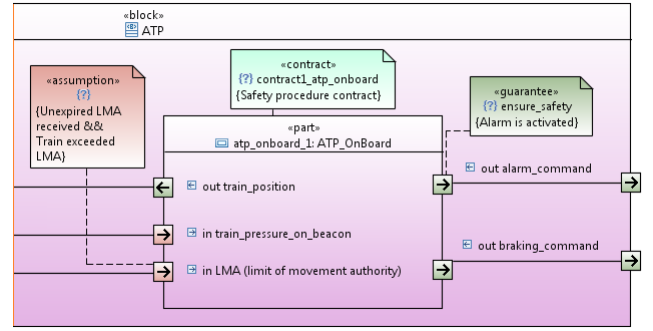 «block»
ATP
«assumption»
{?}
{Unexpired LMA
received &&
Train exceeded
LMA}
«contract»
{?} contract1_atp_onboard
{Safety procedure contract}
«guarantee»
{?} ensure_safety
{Alarm is activated}
«part»
atp_onboard_1: ATP_OnBoard
out train_position
in train_pressure_on_beacon
in LMA (limit of movement authority)
out alarm_command
out braking_command